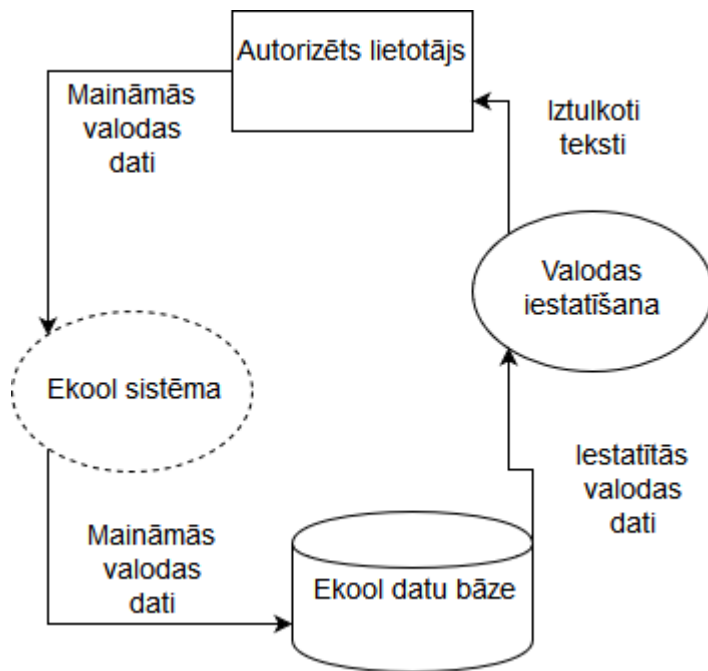 Autorizēts lietotājs
Maināmās
valodas
dati
Iztulkoti
teksti
Valodas
iestatīšana
Ekool sistēma
Iestatītās
valodas
dati
Maināmās
valodas
dati
Ekool datu bāze